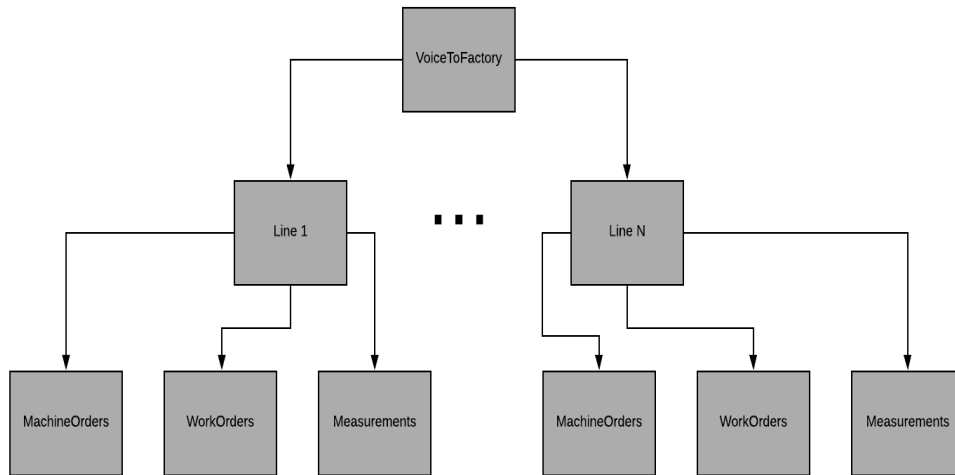 VoiceToFactory
Line 1
...
Line N
MachineOrders
WorkOrders
Measurements
MachineOrders
WorkOrders
Measurements